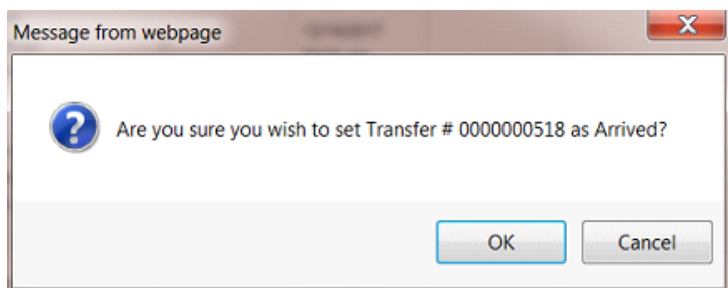 Message from webpage
Are you sure you wish to set Transfer # 0000000518 as Arrived?
OK
Cancel